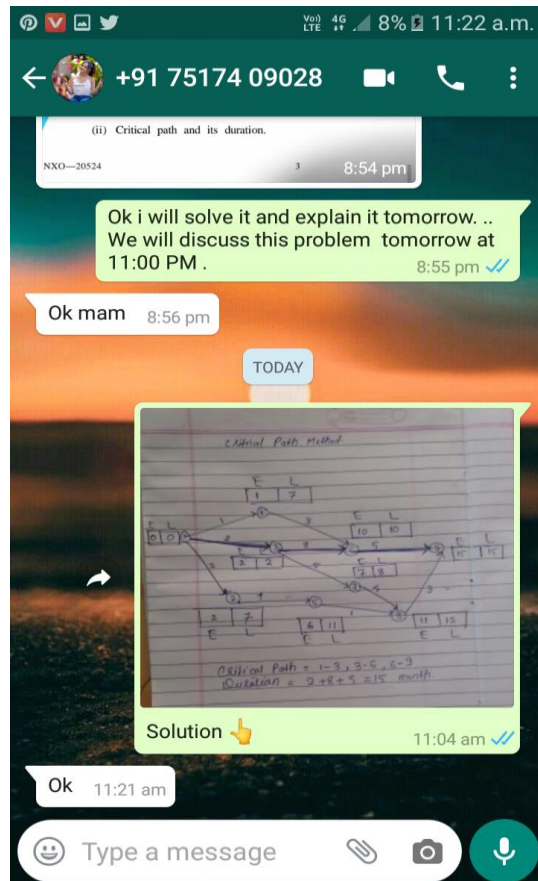 Voi) LTE 4G 8% 11:22 a.m.
+91 75174 09028
(ii) Critical path and its duration.
NXO—20524 3 8:54 pm
Ok i will solve it and explain it tomorrow. ..
We will discuss this problem tomorrow at
11:00 PM .
8:55 pm
Ok mam 8:56 pm
TODAY
Critical Path Method
E L
1 7
E L
0 0
E L
10 10
E L
15 15
2 2
E L
7 8
2 7
E L
6 11
E L
11 12
E L
Critical Path = 1-3, 3-6, 6-9
Duration = 2+8+5 =15 month
Solution 👆
11:04 am
Ok 11:21 am
Type a message